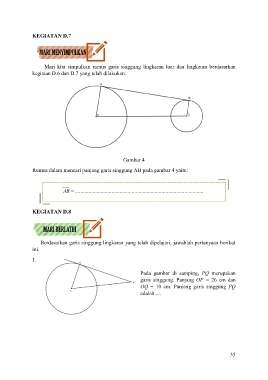 KEGIATAN D.7
MARI MENYIMPULKAN
Mari kita simpulkan rumus garis singgung lingkaran luar dua lingkaran berdasarkan
kegiatan D.6 dan D.7 yang telah dilakukan.
Gambar 4
Rumus dalam mencari panjang garis singgung AB pada gambar 4 yaitu:
AB = ....................................................................................
KEGIATAN D.8
MARI BERLATIH
Berdasarkan garis singgung lingkaran yang telah dipelajari, jawablah pertanyaan berikut
ini.
1.
Pada gambar di samping, PQ merupakan
garis singgung. Panjang OP = 26 cm dan
OQ = 10 cm. Panjang garis singgung PQ
adalah ....